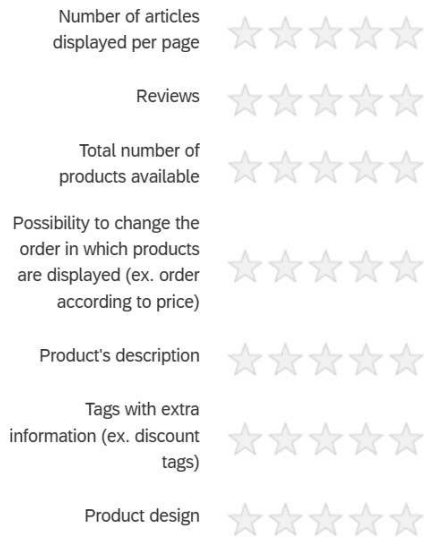 Number of articles
displayed per page
Reviews
Total number of
products available
Possibility to change the
order in which products
are displayed (ex. order
according to price)
Product's description
Tags with extra
information (ex. discount
tags)
Product design